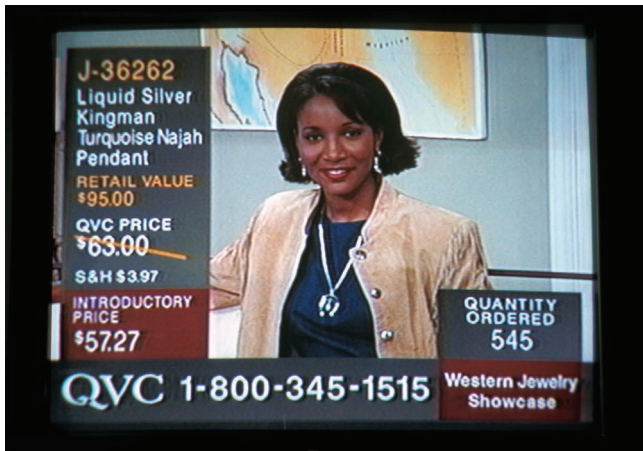 J-36262
Liquid Silver
Kingman
Turquoise Najah
Pendant
RETAIL VALUE
$95.00
QVC PRICE
$63.00
S&H $3.97
INTRODUCTORY
PRICE
$57.27
QUANTITY
ORDERED
545
QVC 1-800-345-1515
Western Jewelry
Showcase